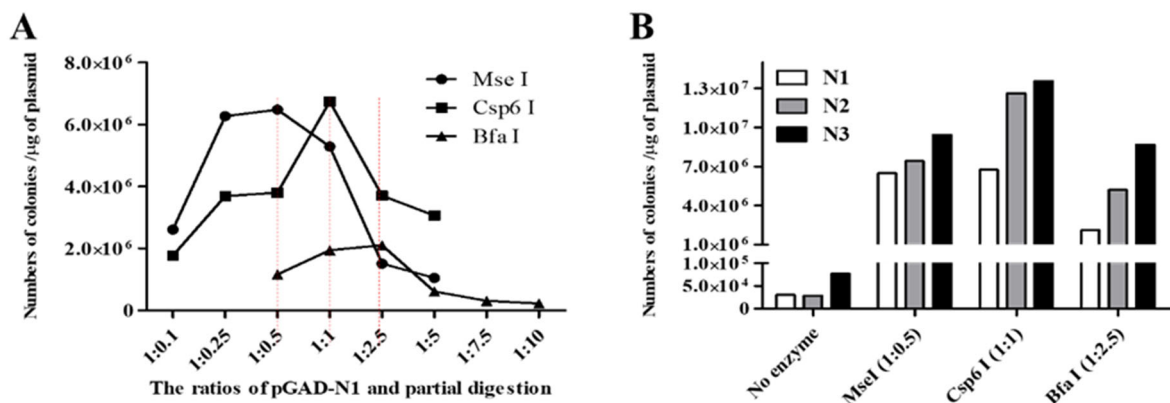 A
Numbers of colonies /µg of plasmid
8.0×10⁶
6.0×10⁶
4.0×10⁶
2.0×10⁶
0
Mse I
Csp6 I
Bfa I
1:0.1
1:0.25
1:0.5
1:1
1:2.5
1:5
1:7.5
1:10
The ratios of pGAD-N1 and partial digestion
B
Numbers of colonies /µg of plasmid
1.3×10⁷
1.0×10⁷
7.0×10⁶
4.0×10⁶
1.0×10⁶
1.0×10⁵
5.0×10⁴
0
N1
N2
N3
No enzyme
MseI (1:0.5)
Csp6 I (1:1)
Bfa I (1:2.5)